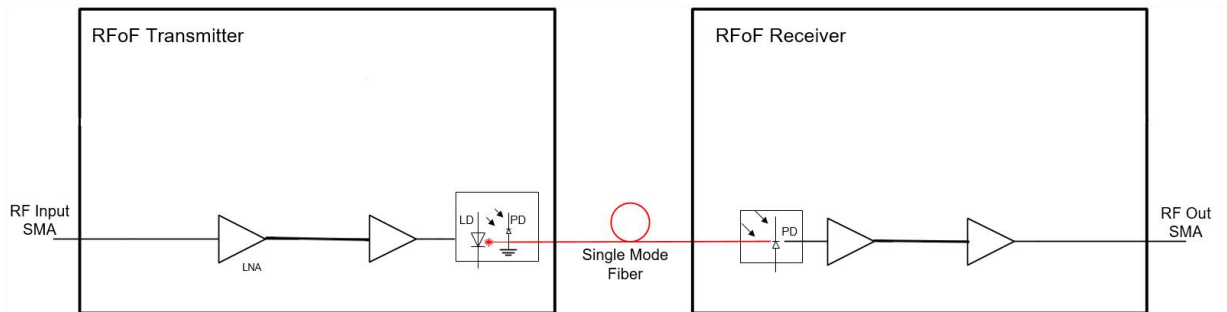 RFoF Transmitter
RFoF Receiver
RF Input
SMA
LNA
LD
PD
Single Mode
Fiber
PD
RF Out
SMA